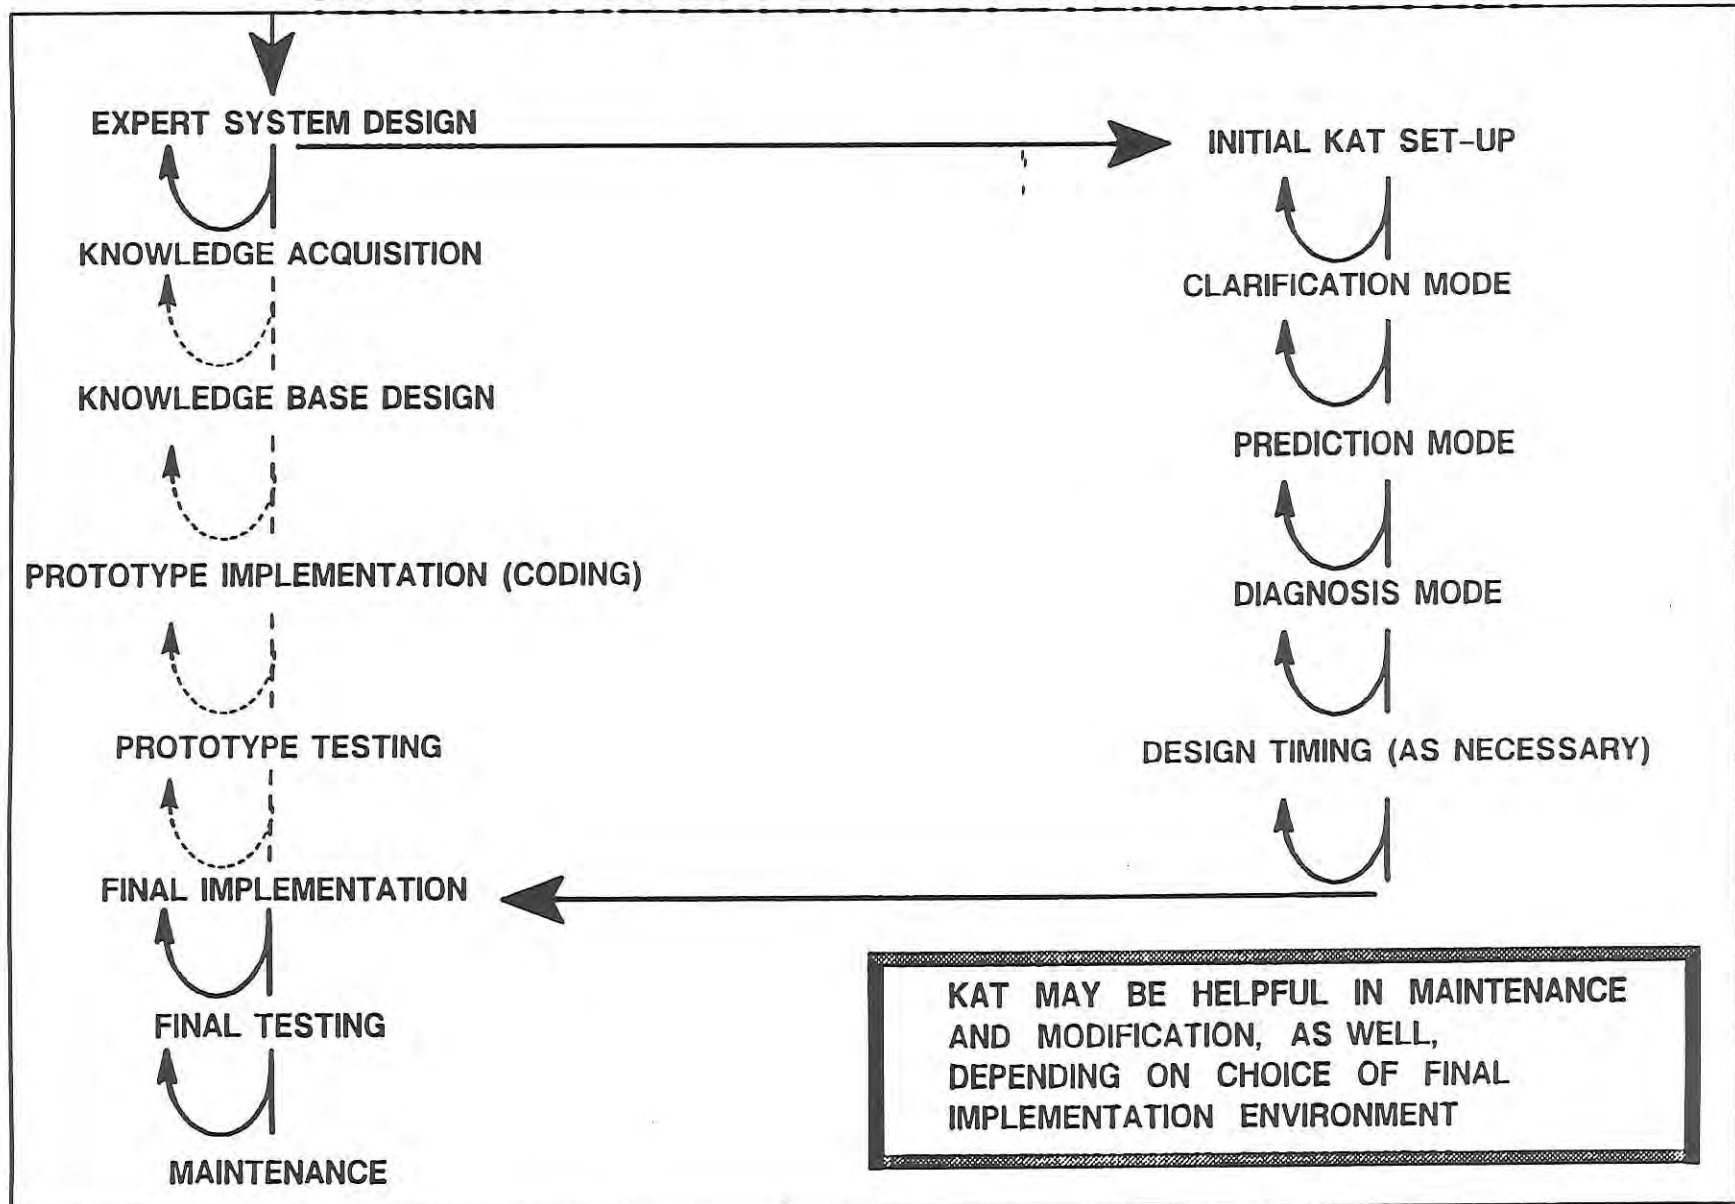 EXPERT SYSTEM DESIGN
KNOWLEDGE ACQUISITION
KNOWLEDGE BASE DESIGN
PROTOTYPE IMPLEMENTATION (CODING)
PROTOTYPE TESTING
FINAL IMPLEMENTATION
FINAL TESTING
MAINTENANCE
INITIAL KAT SET-UP
CLARIFICATION MODE
PREDICTION MODE
DIAGNOSIS MODE
DESIGN TIMING (AS NECESSARY)
KAT MAY BE HELPFUL IN MAINTENANCE
AND MODIFICATION, AS WELL,
DEPENDING ON CHOICE OF FINAL
IMPLEMENTATION ENVIRONMENT